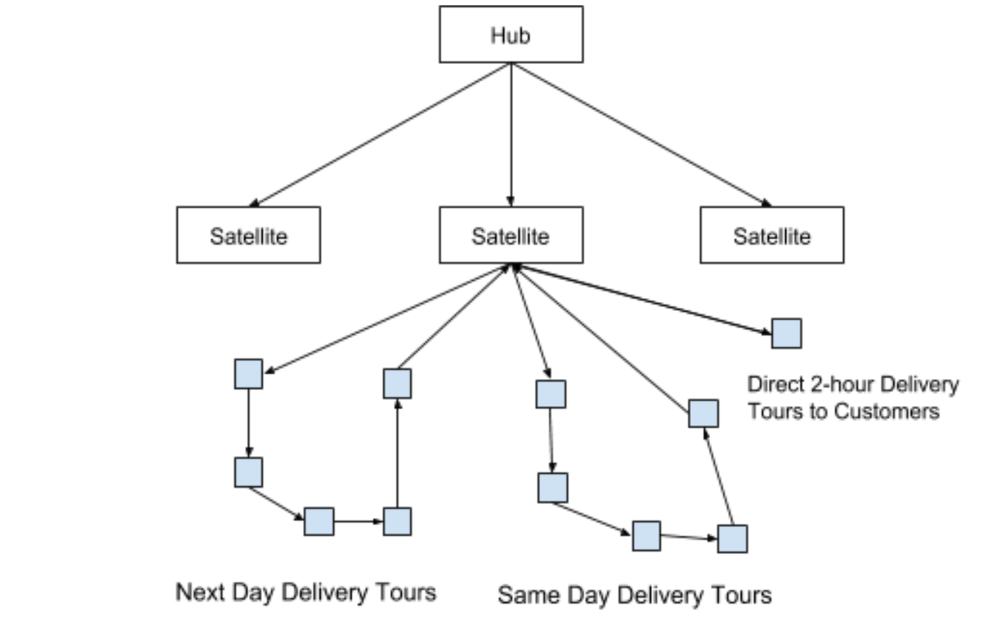 Hub
Satellite
Satellite
Satellite
Direct 2-hour Delivery
Tours to Customers
Next Day Delivery Tours
Same Day Delivery Tours